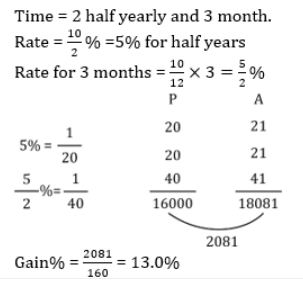 Time = 2 half yearly and 3 month.
Rate = 10/2 % =5% for half years
Rate for 3 months = 10/12 × 3 = 5/2 %
P A
20 21
5% = 1/20
20 21
5/2 -%= 1/40
40 41
16000 18081
2081
Gain% = 2081/160 = 13.0%